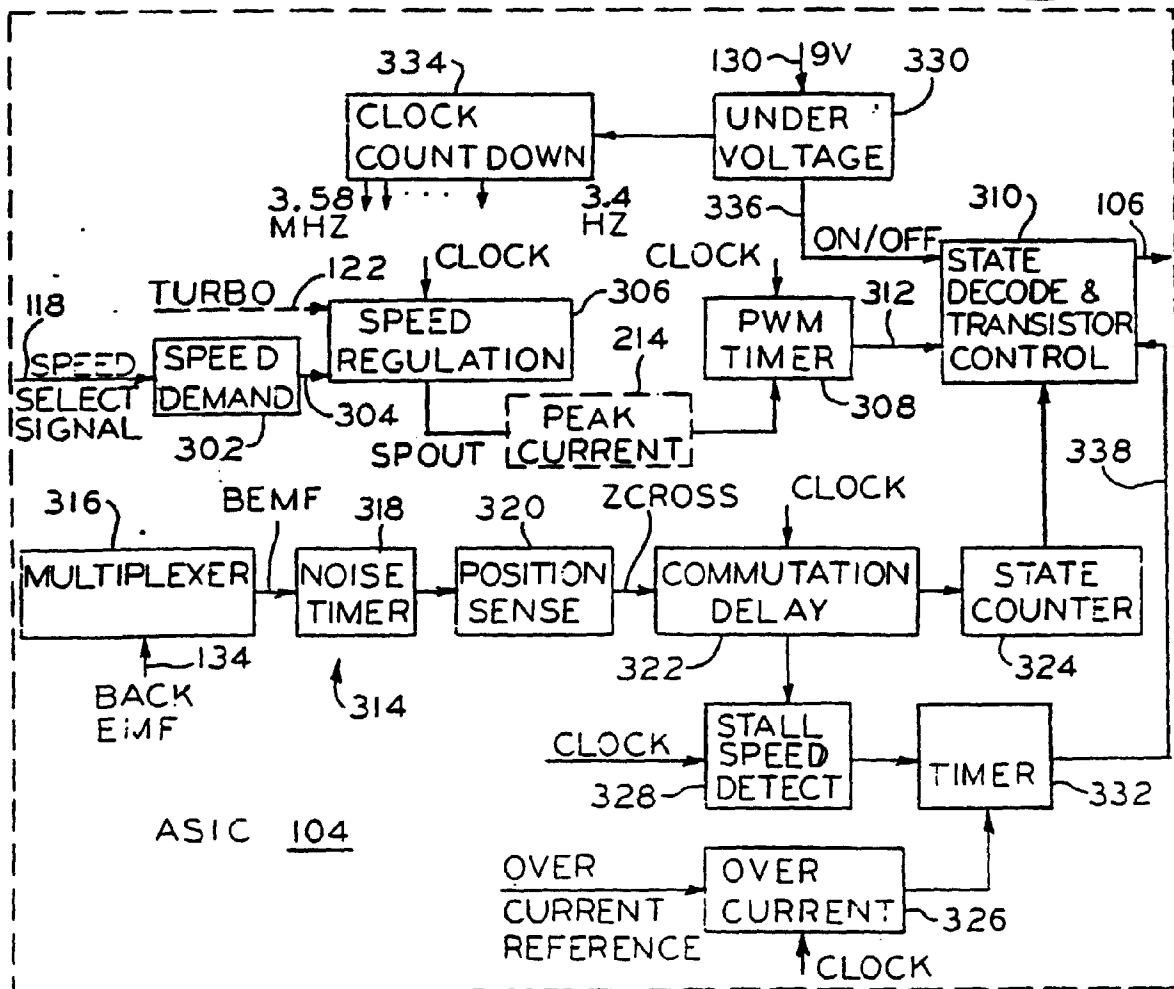 334
130
19V
330
CLOCK
COUNT DOWN
UNDER
VOLTAGE
3.58
MHZ
3.4
HZ
336
310
106
ON/OFF
118
TURBO
122
CLOCK
306
CLOCK
312
STATE
DECODE &
TRANSISTOR
CONTROL
SPEED
REGULATION
PWM
TIMER
214
SPEED
SELECT
SIGNAL
SPEED
DEMAND
304
302
SPOUT
PEAK
CURRENT
308
338
316
BEMF
318
320
ZCROSS
CLOCK
MULTIPLEXER
NOISE
TIMER
POSITION
SENSE
COMMUTATION
DELAY
STATE
COUNTER
134
BACK
EMF
314
322
324
CLOCK
STALL
SPEED
DETECT
328
TIMER
332
ASIC 104
OVER
CURRENT
REFERENCE
OVER
CURRENT
326
CLOCK